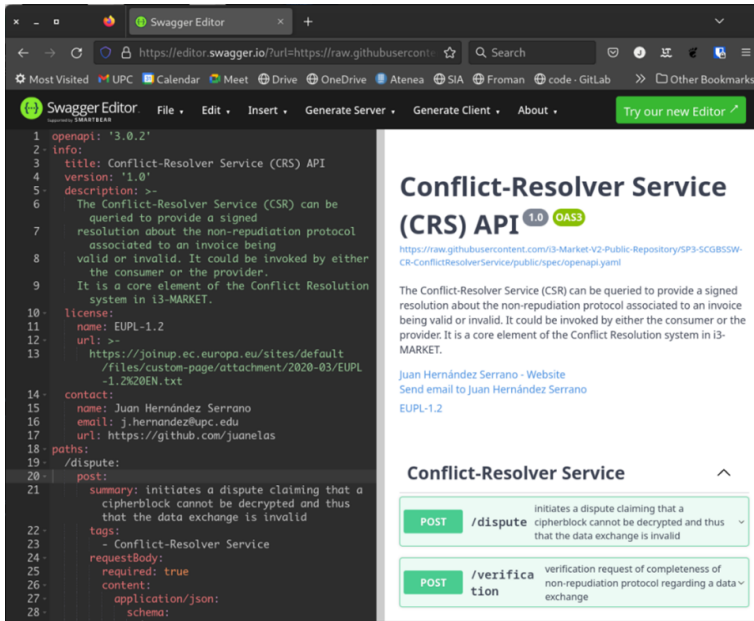 Swagger Editor
https://editor.swagger.io/?url=https://raw.githubuserconte
Search
Most Visited UPC Calendar Meet Drive OneDrive Atenea SIA Froman code · GitLab Other Bookmarks
Swagger Editor
Supported by SMARTBEAR
File Edit Insert Generate Server Generate Client About Try our new Editor
1 openapi: '3.0.2'
2 info:
3 title: Conflict-Resolver Service (CRS) API
4 version: '1.0'
5 description: >-
6 The Conflict-Resolver Service (CSR) can be
queried to provide a signed
7 resolution about the non-repudiation protocol
associated to an invoice being
8 valid or invalid. It could be invoked by either
the consumer or the provider.
9 It is a core element of the Conflict Resolution
system in i3-MARKET.
10 license:
11 name: EUPL-1.2
12 url: >-
13 https://joinup.ec.europa.eu/sites/default
/files/custom-page/attachment/2020-03/EUPL
-1.2%20EN.txt
14 contact:
15 name: Juan Hernández Serrano
16 email: j.hernandez@upc.edu
17 url: https://github.com/juanelas
18 paths:
19 /dispute:
20 post:
21 summary: initiates a dispute claiming that a
cipherblock cannot be decrypted and thus
that the data exchange is invalid
22 tags:
23 - Conflict-Resolver Service
24 requestBody:
25 required: true
26 content:
27 application/json:
28 schema:
Conflict-Resolver Service
(CRS) API 1.0 OAS3
https://raw.githubusercontent.com/i3-Market-V2-Public-Repository/SP3-SCGBSSW-
CR-ConflictResolverService/public/spec/openapi.yaml
The Conflict-Resolver Service (CSR) can be queried to provide a signed
resolution about the non-repudiation protocol associated to an invoice
being valid or invalid. It could be invoked by either the consumer or the
provider. It is a core element of the Conflict Resolution system in i3-
MARKET.
Juan Hernández Serrano - Website
Send email to Juan Hernández Serrano
EUPL-1.2
Conflict-Resolver Service
POST /dispute initiates a dispute claiming that a
cipherblock cannot be decrypted and thus
that the data exchange is invalid
POST /verifica
tion
verification request of completeness of
non-repudiation protocol regarding a data
exchange